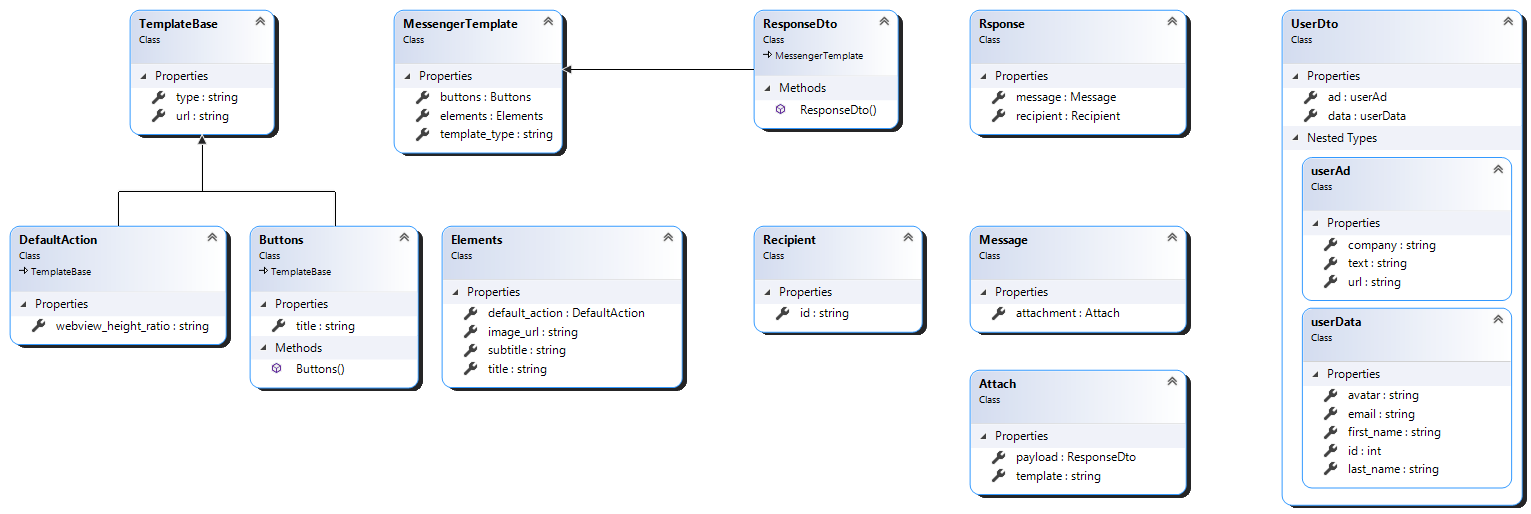 TemplateBase
Class
Properties
type : string
url : string
MessengerTemplate
Class
Properties
buttons : Buttons
elements : Elements
template_type : string
ResponseDto
Class
MessengerTemplate
Methods
ResponseDto()
Rsponse
Class
Properties
message : Message
recipient : Recipient
UserDto
Class
Properties
ad : userAd
data : userData
Nested Types
userAd
Class
Properties
company : string
text : string
url : string
userData
Class
Properties
avatar : string
email : string
first_name : string
id : int
last_name : string
DefaultAction
Class
TemplateBase
Properties
webview_height_ratio : string
Buttons
Class
TemplateBase
Properties
title : string
Methods
Buttons()
Elements
Class
Properties
default_action : DefaultAction
image_url : string
subtitle : string
title : string
Recipient
Class
Properties
id : string
Message
Class
Properties
attachment : Attach
Attach
Class
Properties
payload : ResponseDto
template : string